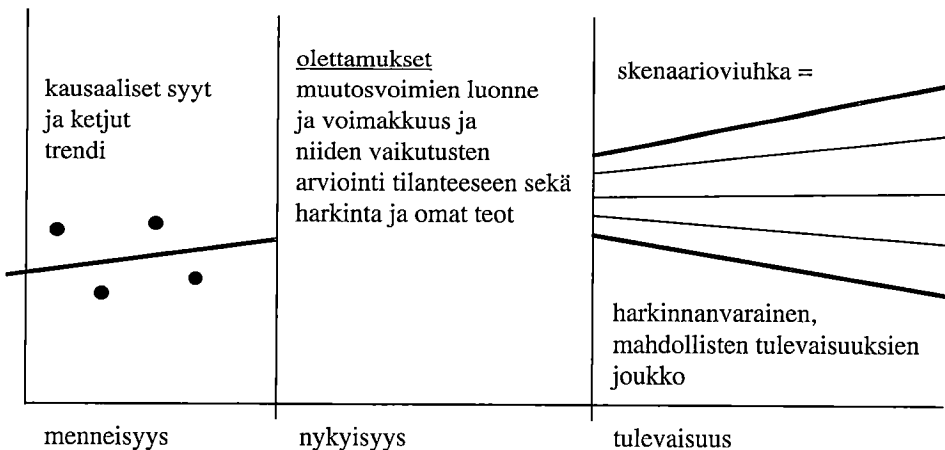 kausaaliset syyt
ja ketjut
trendi
olettamukset
muutosvoimien luonne
ja voimakkuus ja
niiden vaikutusten
arviointi tilanteeseen sekä
harkinta ja omat teot
skenaarioviuhka =
harkinnanvarainen,
mahdollisten tulevaisuuksien
joukko
menneisyys
nykyisyys
tulevaisuus